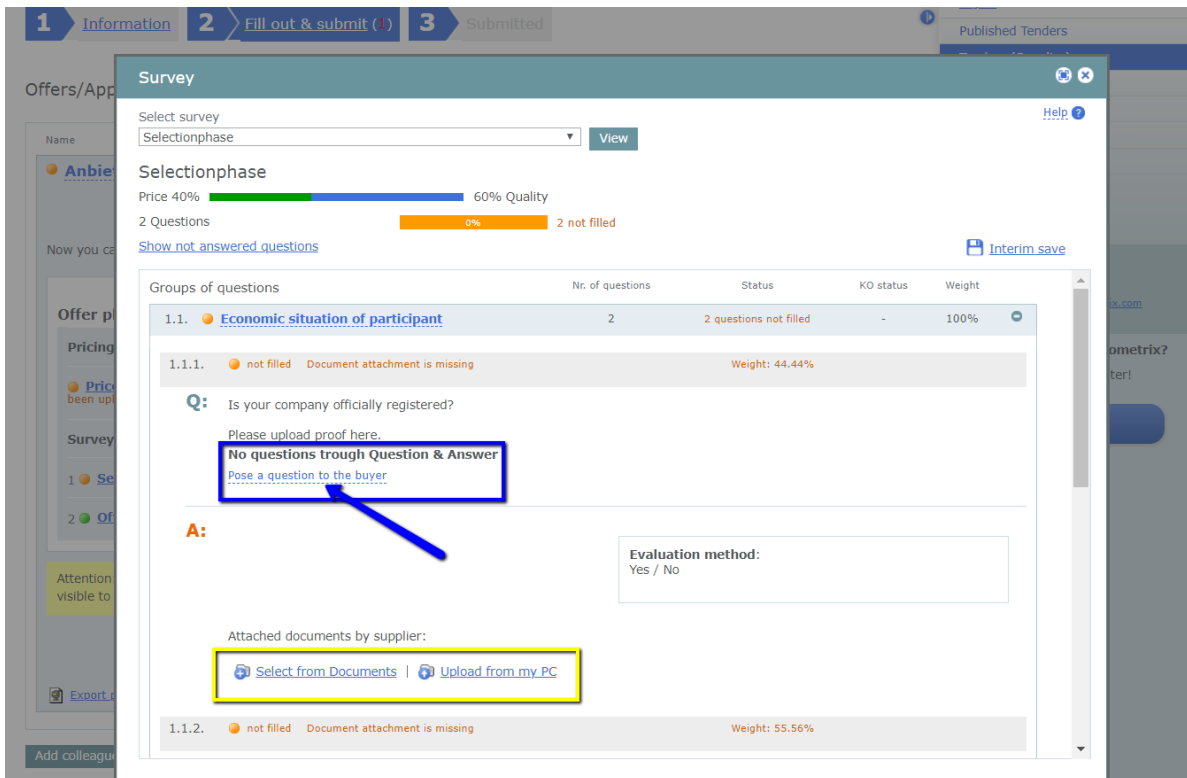 1 Information 2 Fill out & submit (1) 3 Submitted
Published Tenders
Offers/App
Survey
Help ?
Select survey
Selectionphase View
Name
Anbie
Selectionphase
Price 40% 60% Quality
2 Questions 0% 2 not filled
Now you ca
Show not answered questions Interim save
Groups of questions Nr. of questions Status KO status Weight
ix.com
Offer pl
1.1. Economic situation of participant 2 2 questions not filled - 100%
Pricing
ometrix?
1.1.1. not filled Document attachment is missing Weight: 44.44%
ter!
Price
been upl
Q: Is your company officially registered?
Please upload proof here.
Survey
No questions trough Question & Answer
Pose a question to the buyer
1 Se
2 Of
A:
Evaluation method:
Yes / No
Attention
visible to
Attached documents by supplier:
Select from Documents | Upload from my PC
Export p
1.1.2. not filled Document attachment is missing Weight: 55.56%
Add colleagu